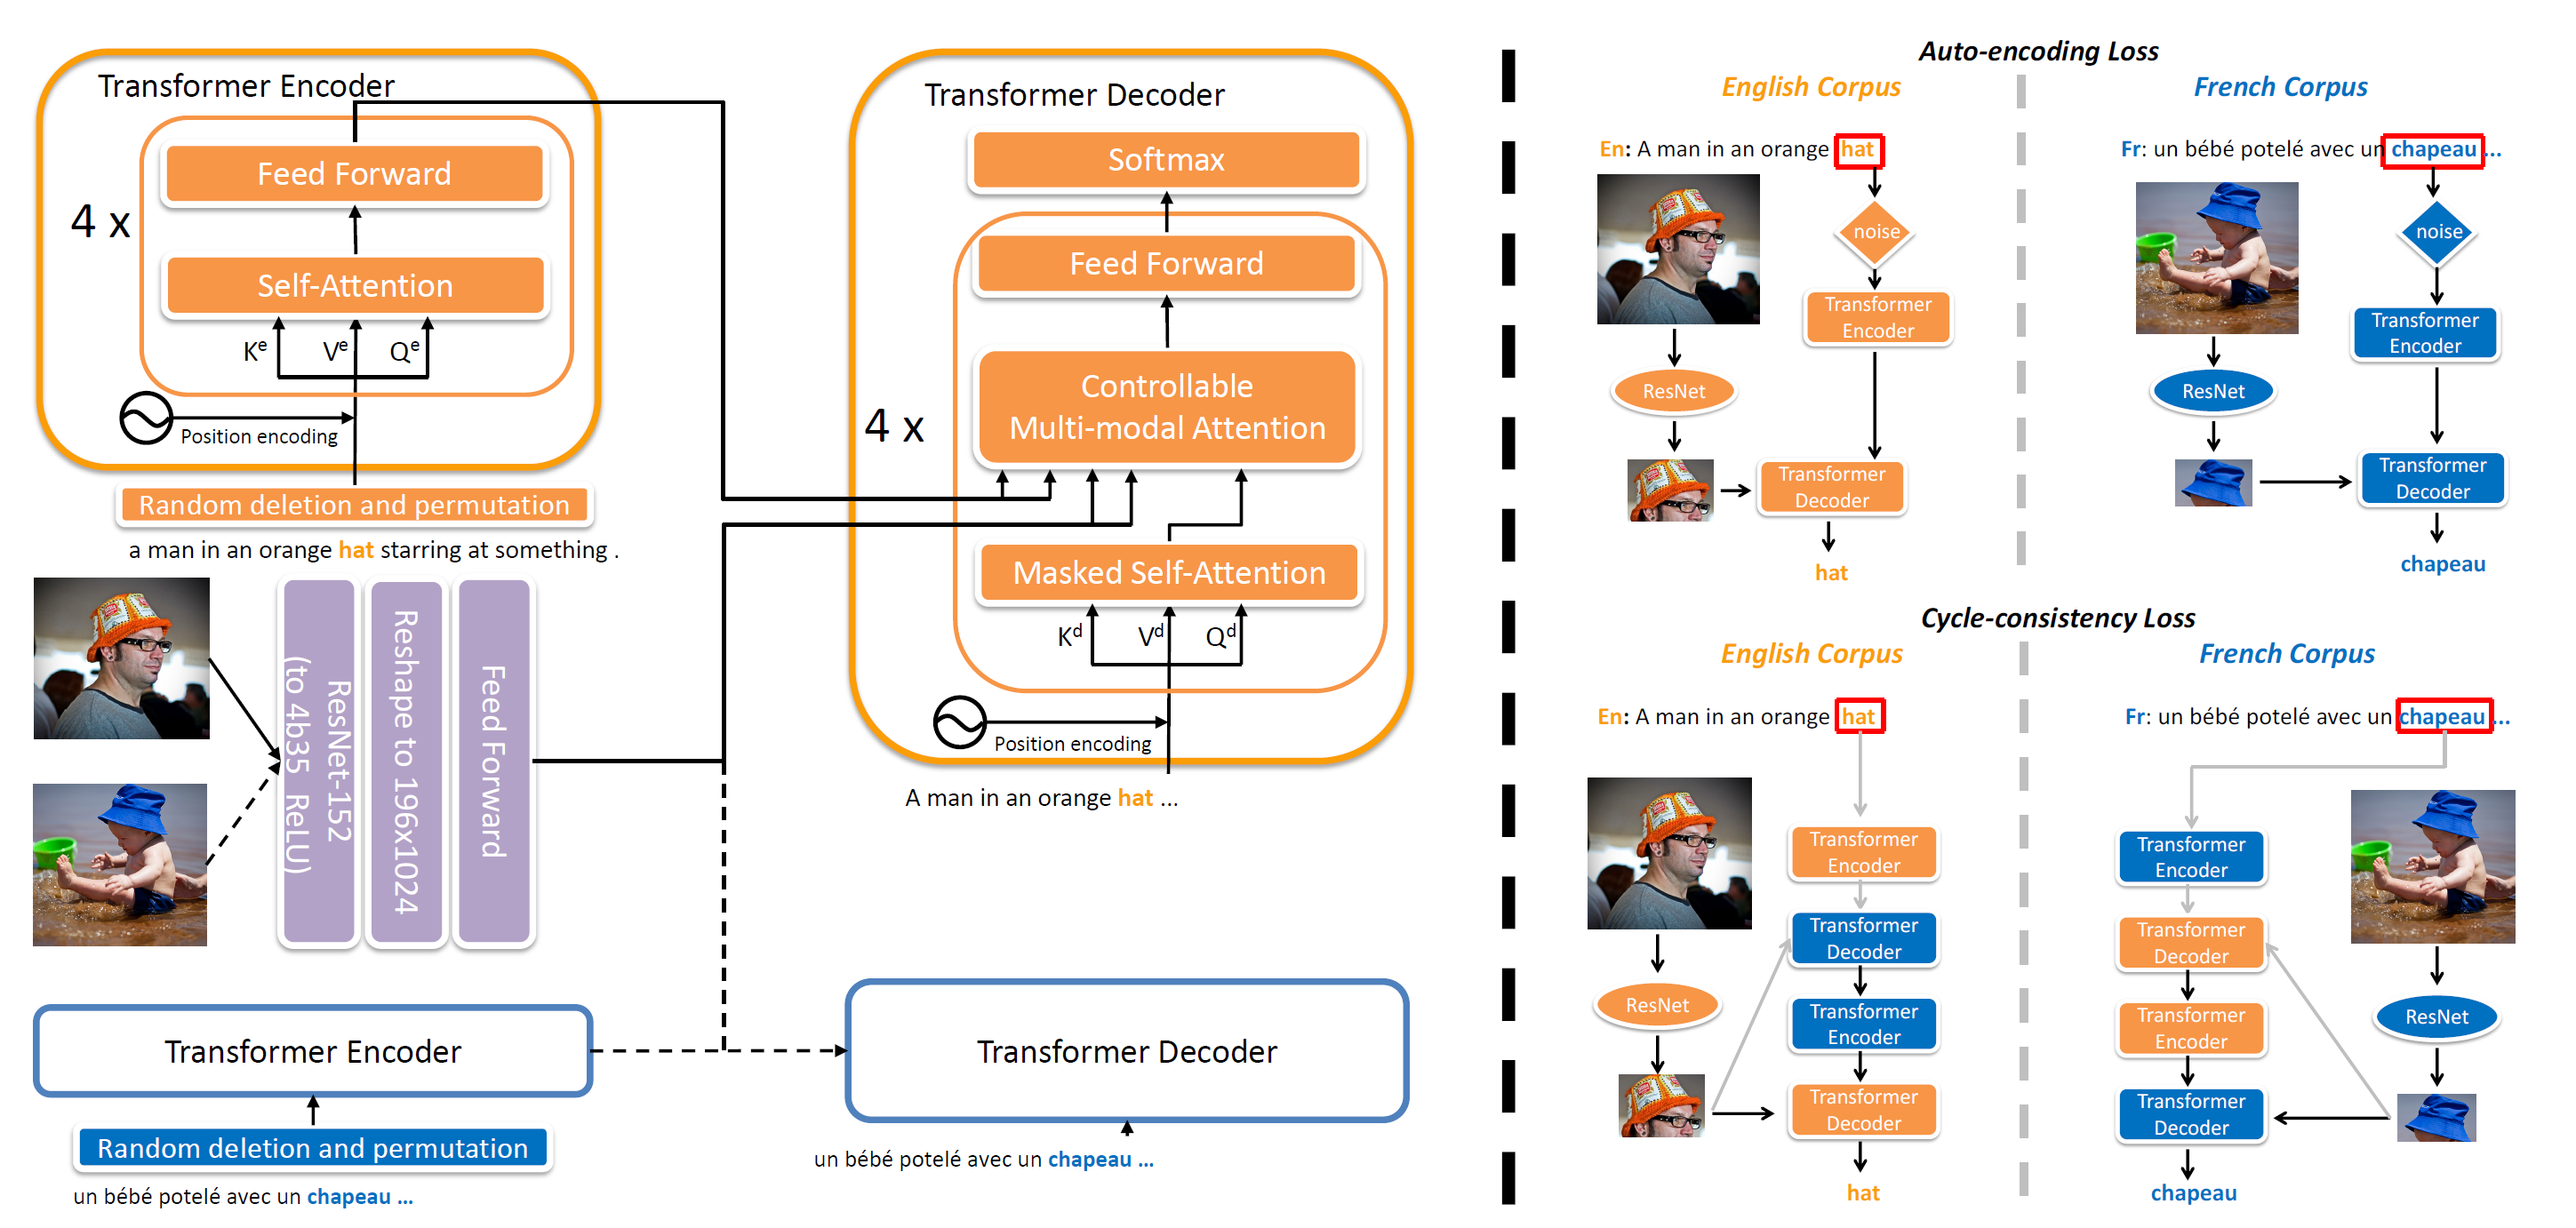 Transformer Encoder
Feed Forward
4 x
Self-Attention
Kᵉ Vᵉ Qᵉ
Position encoding
Random deletion and permutation
a man in an orange hat starring at something .
ResNet-152
(to 4b35 ReLU)
Reshape to 196x1024
Feed Forward
Transformer Encoder
Random deletion and permutation
un bébé potelé avec un chapeau ...
Transformer Decoder
Softmax
Feed Forward
4 x
Controllable
Multi-modal Attention
Masked Self-Attention
Kᵈ Vᵈ Qᵈ
Position encoding
A man in an orange hat ...
Transformer Decoder
un bébé potelé avec un chapeau ...
Auto-encoding Loss
English Corpus
En: A man in an orange hat
noise
Transformer
Encoder
ResNet
Transformer
Decoder
hat
French Corpus
Fr: un bébé potelé avec un chapeau ...
noise
Transformer
Encoder
ResNet
Transformer
Decoder
chapeau
Cycle-consistency Loss
English Corpus
En: A man in an orange hat
Transformer
Encoder
Transformer
Decoder
ResNet
Transformer
Encoder
Transformer
Decoder
hat
French Corpus
Fr: un bébé potelé avec un chapeau ...
Transformer
Encoder
Transformer
Decoder
Transformer
Encoder
ResNet
Transformer
Decoder
chapeau